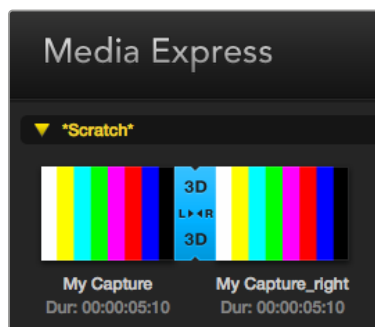 Media Express
*Scratch*
3D
L R
3D
My Capture
My Capture_right
Dur: 00:00:05:10
Dur: 00:00:05:10